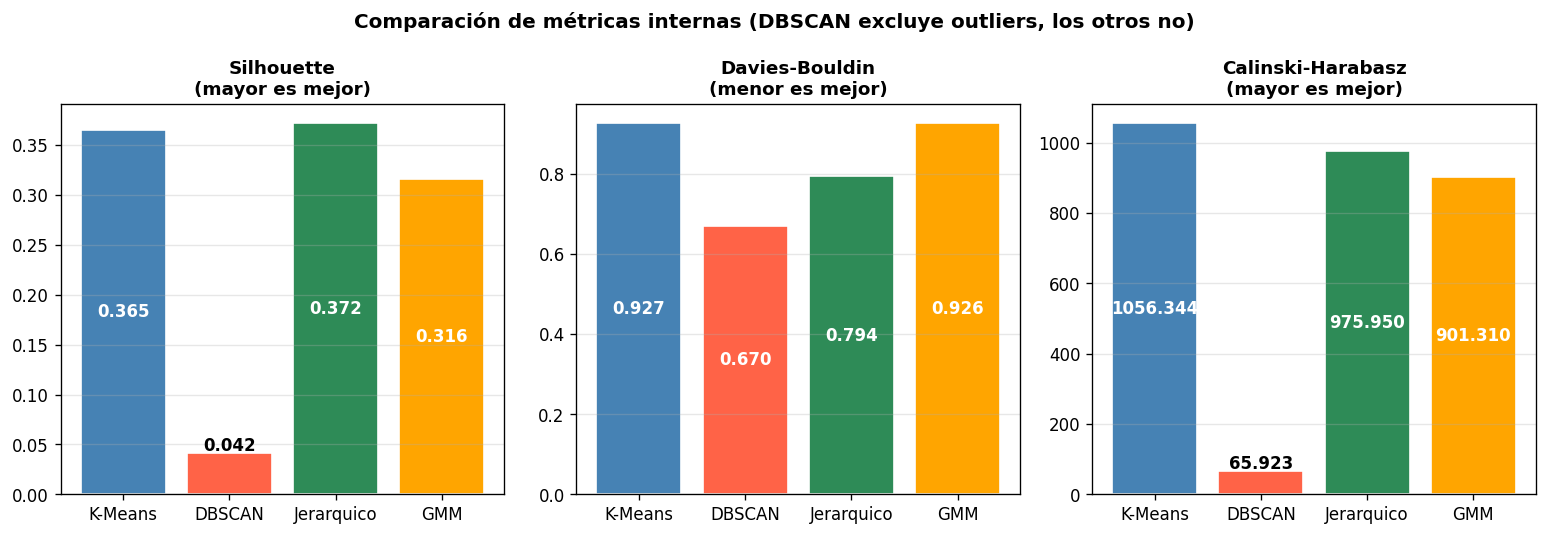 Comparación de métricas internas (DBSCAN excluye outliers, los otros no)
Silhouette
(mayor es mejor)
0.35
0.30
0.25
0.20
0.15
0.10
0.05
0.00
0.365
0.042
0.372
0.316
K-Means
DBSCAN
Jerarquico
GMM
Davies-Bouldin
(menor es mejor)
0.8
0.6
0.4
0.2
0.0
0.927
0.670
0.794
0.926
K-Means
DBSCAN
Jerarquico
GMM
Calinski-Harabasz
(mayor es mejor)
1000
800
600
400
200
0
1056.344
65.923
975.950
901.310
K-Means
DBSCAN
Jerarquico
GMM